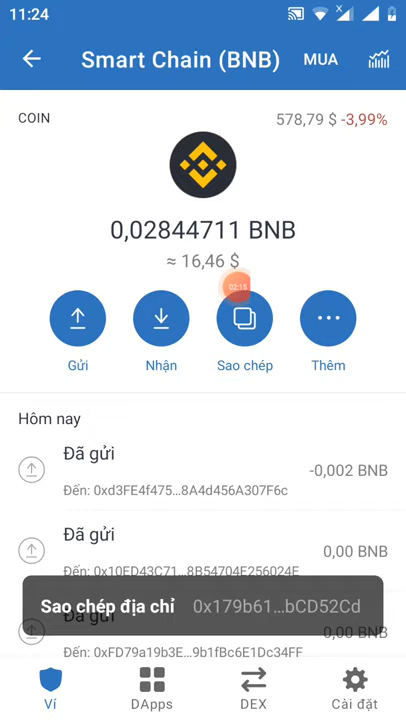 11:24
Smart Chain (BNB) MUA
COIN 578,79 $ -3,99%
0,02844711 BNB
≈ 16,46 $
02:15
Gửi Nhận Sao chép Thêm
Hôm nay
Đã gửi
-0,002 BNB
Đến: 0xd3FE4f475...8A4d456A307F6c
Đã gửi
0,00 BNB
Đến: 0x10ED43C71...8B54704E256024E
Sao chép địa chỉ 0x179b61...bCD52Cd
Đã gửi
0,00 BNB
Đến: 0xFD79a19b3E...9b1fBc6E1Dc34FF
Ví DApps DEX Cài đặt